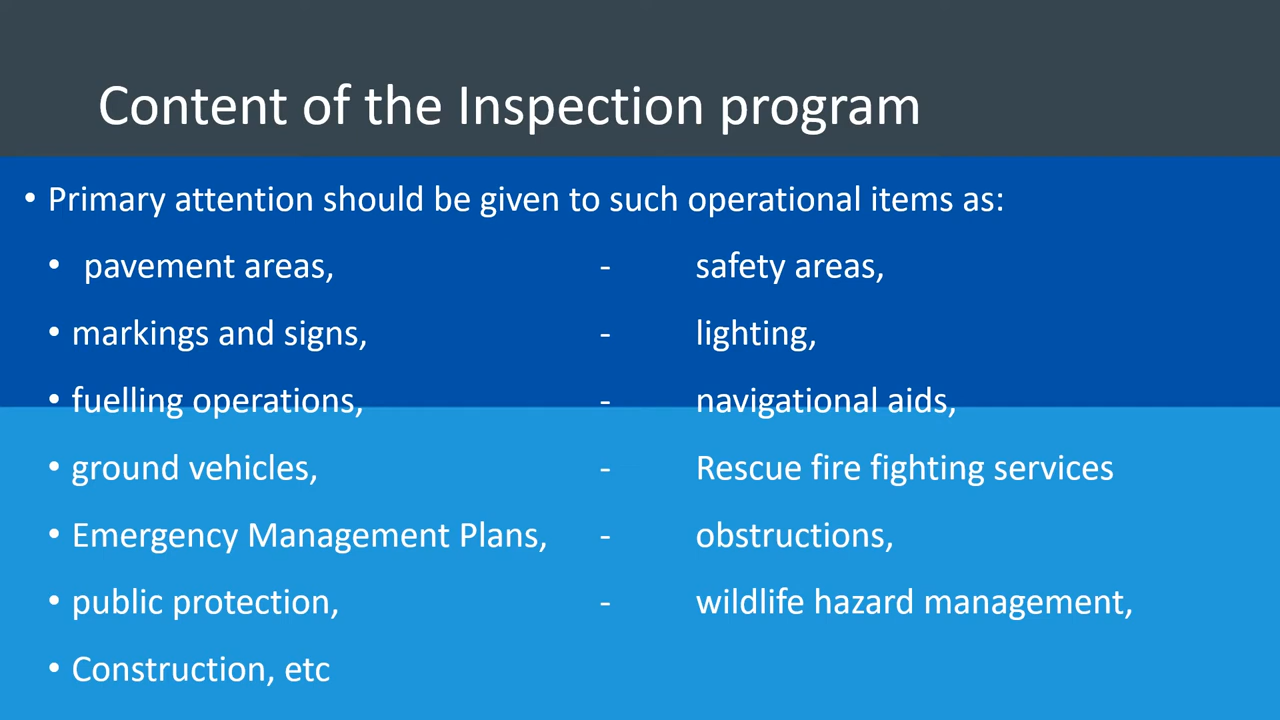 Content of the Inspection program
• Primary attention should be given to such operational items as:
• pavement areas, - safety areas,
• markings and signs, - lighting,
• fuelling operations, - navigational aids,
• ground vehicles, - Rescue fire fighting services
• Emergency Management Plans, - obstructions,
• public protection, - wildlife hazard management,
• Construction, etc